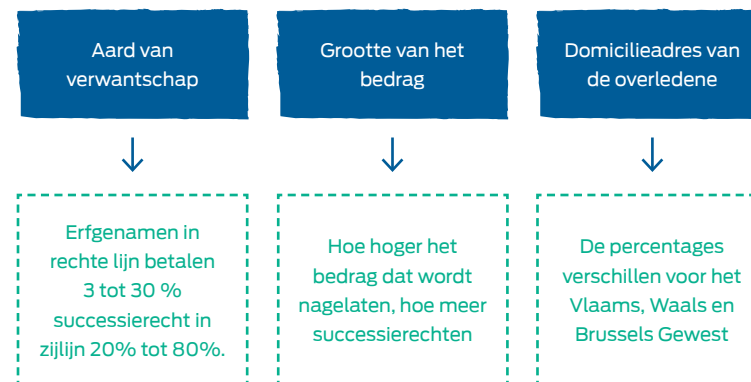 Aard van
verwantschap
Grootte van het
bedrag
Domicilieadres van
de overledene
Erfgenamen in
rechte lijn betalen
3 tot 30 %
successierecht in
zijlijn 20% tot 80%.
Hoe hoger het
bedrag dat wordt
nagelaten, hoe meer
successierechten
De percentages
verschillen voor het
Vlaams, Waals en
Brussels Gewest